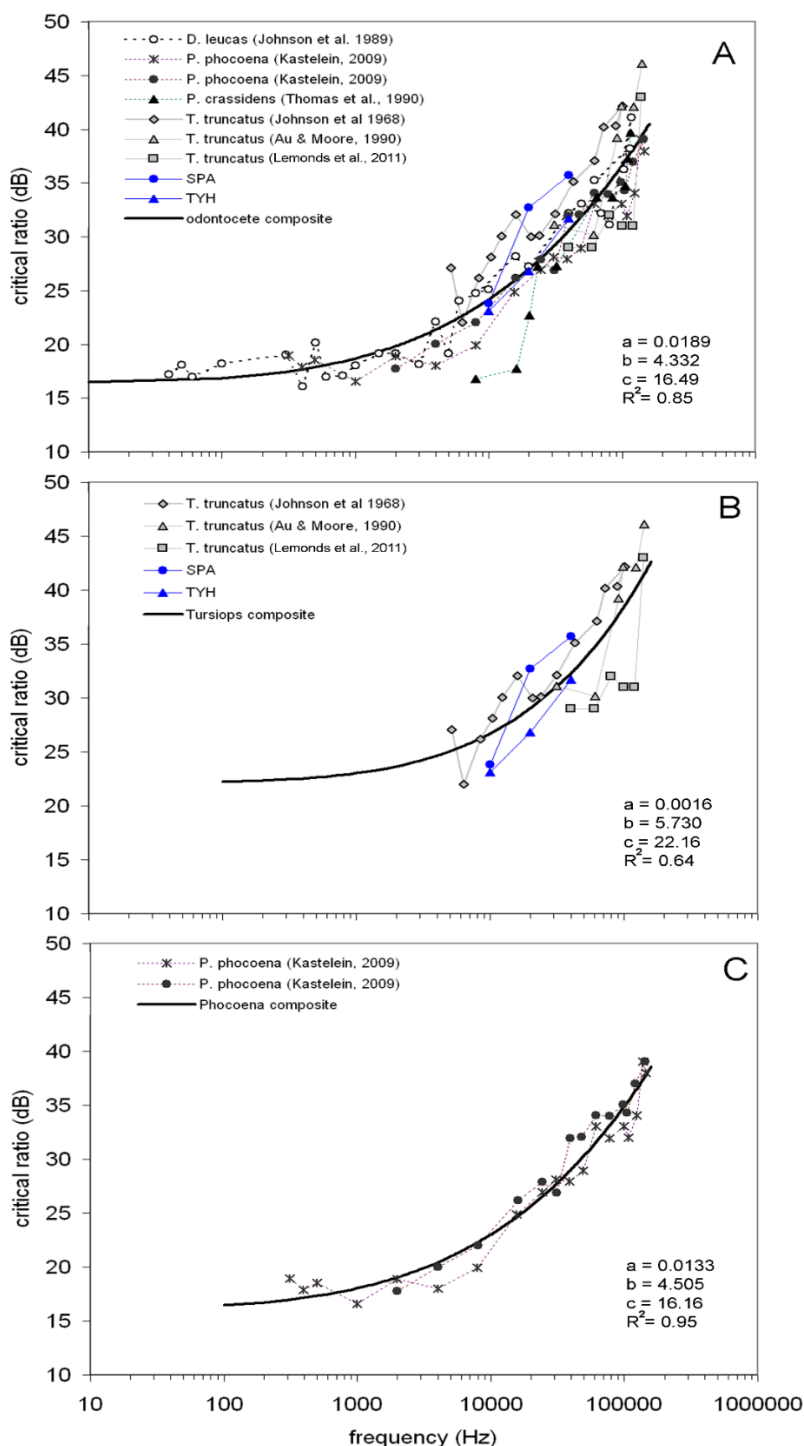 A
D. leucas (Johnson et al. 1989)
P. phocoena (Kastelein, 2009)
P. phocoena (Kastelein, 2009)
P. crassidens (Thomas et al., 1990)
T. truncatus (Johnson et al 1968)
T. truncatus (Au & Moore, 1990)
T. truncatus (Lemonds et al., 2011)
SPA
TYH
odontocete composite
50
45
40
35
30
25
20
15
10
critical ratio (dB)
a = 0.0189
b = 4.332
c = 16.49
R²= 0.85
B
T. truncatus (Johnson et al 1968)
T. truncatus (Au & Moore, 1990)
T. truncatus (Lemonds et al., 2011)
SPA
TYH
Tursiops composite
50
45
40
35
30
25
20
15
10
critical ratio (dB)
a = 0.0016
b = 5.730
c = 22.16
R²= 0.64
C
P. phocoena (Kastelein, 2009)
P. phocoena (Kastelein, 2009)
Phocoena composite
50
45
40
35
30
25
20
15
10
critical ratio (dB)
a = 0.0133
b = 4.505
c = 16.16
R²= 0.95
10 100 1000 10000 100000 1000000
frequency (Hz)